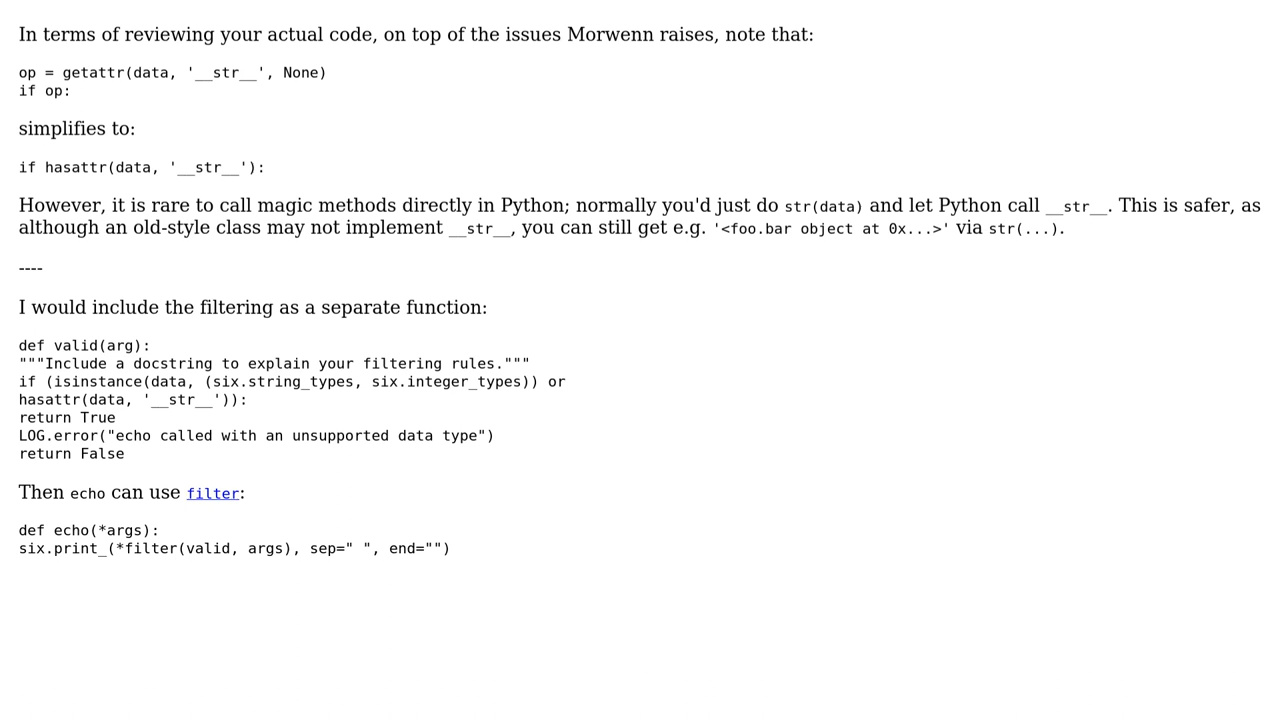 In terms of reviewing your actual code, on top of the issues Morwenn raises, note that:
op = getattr(data, '__str__', None)
if op:
simplifies to:
if hasattr(data, '__str__'):
However, it is rare to call magic methods directly in Python; normally you'd just do str(data) and let Python call __str__. This is safer, as
although an old-style class may not implement __str__, you can still get e.g. '<foo.bar object at 0x...>' via str(...).
----
I would include the filtering as a separate function:
def valid(arg):
"""Include a docstring to explain your filtering rules."""
if (isinstance(data, (six.string_types, six.integer_types)) or
hasattr(data, '__str__')):
return True
LOG.error("echo called with an unsupported data type")
return False
Then echo can use filter:
def echo(*args):
six.print_(*filter(valid, args), sep=" ", end="")